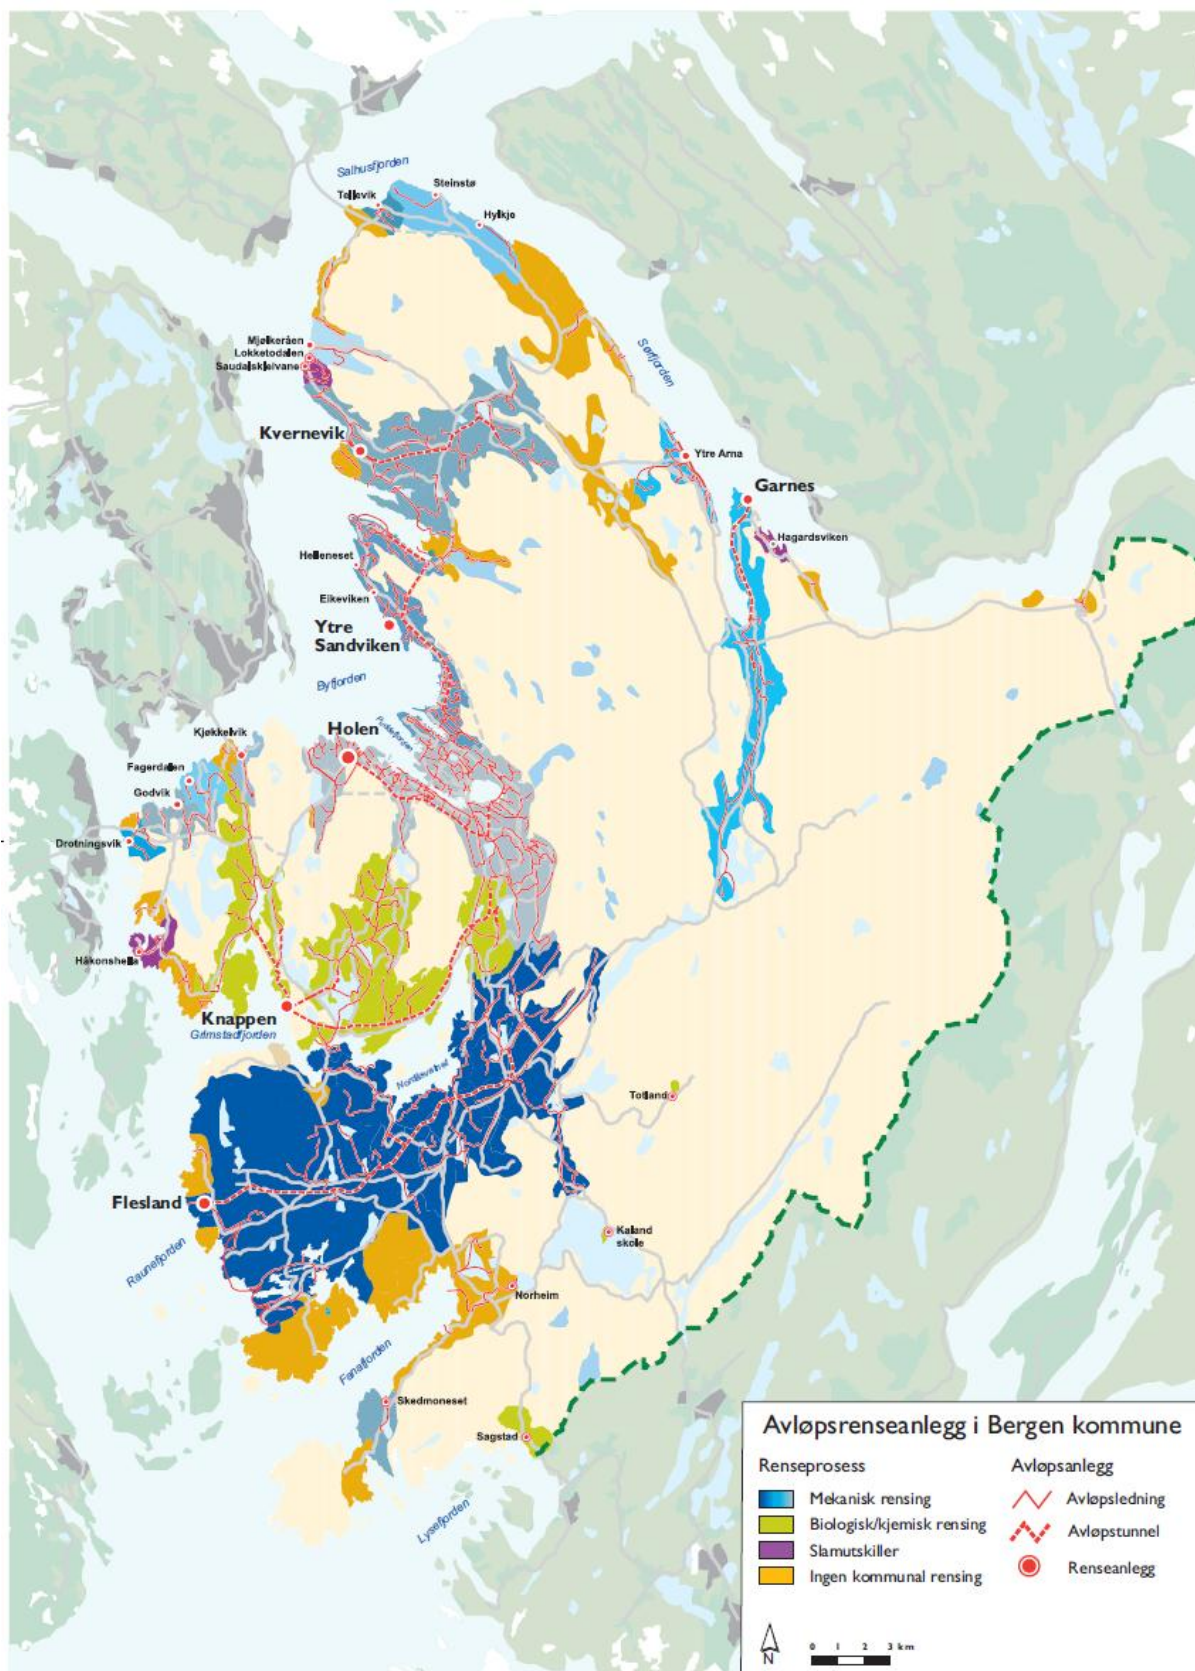 Salhusfjorden
Steinstø
Tellevik
Hylkje
Mjølkeråen
Lokketodalen
Saudalskleivane
Sørfjorden
Kvernevik
Ytre Arna
Garnes
Hagardsviken
Helleneset
Eikeviken
Ytre
Sandviken
Byfjorden
Puddefjorden
Holen
Kjøkkelvik
Fagerdalen
Godvik
Drotningsvik
Håkonshella
Knappen
Grimstadfjorden
Nordåsvatnet
Totland
Flesland
Kaland
skole
Raunefjorden
Norheim
Fanafjorden
Skedmoneset
Sagstad
Lysefjorden
Avløpsrenseanlegg i Bergen kommune
Renseprosess
Mekanisk rensing
Biologisk/kjemisk rensing
Slamutskiller
Ingen kommunal rensing
Avløpsanlegg
Avløpsledning
Avløpstunnel
Renseanlegg
N
0 1 2 3 km